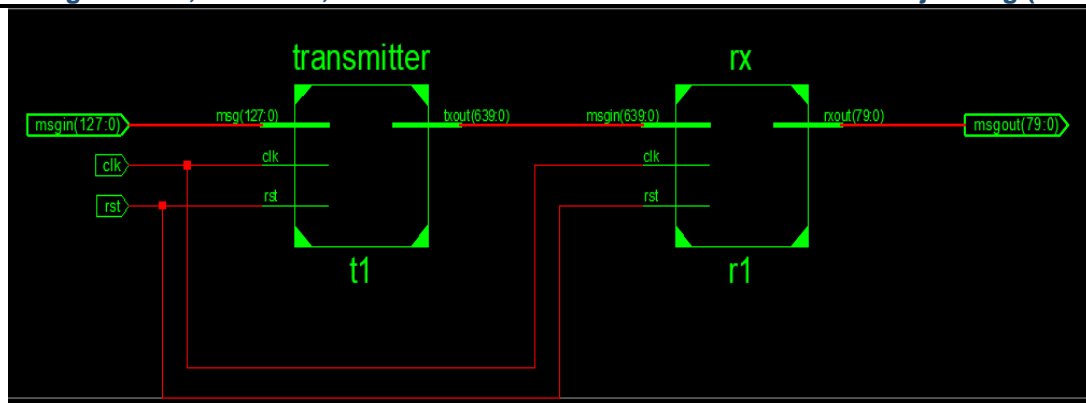 transmitter
rx
msgin(127:0)
msg(127:0)
txout(639:0)
msgin(639:0)
rxout(79:0)
msgout(79:0)
clk
clk
clk
rst
rst
rst
t1
r1